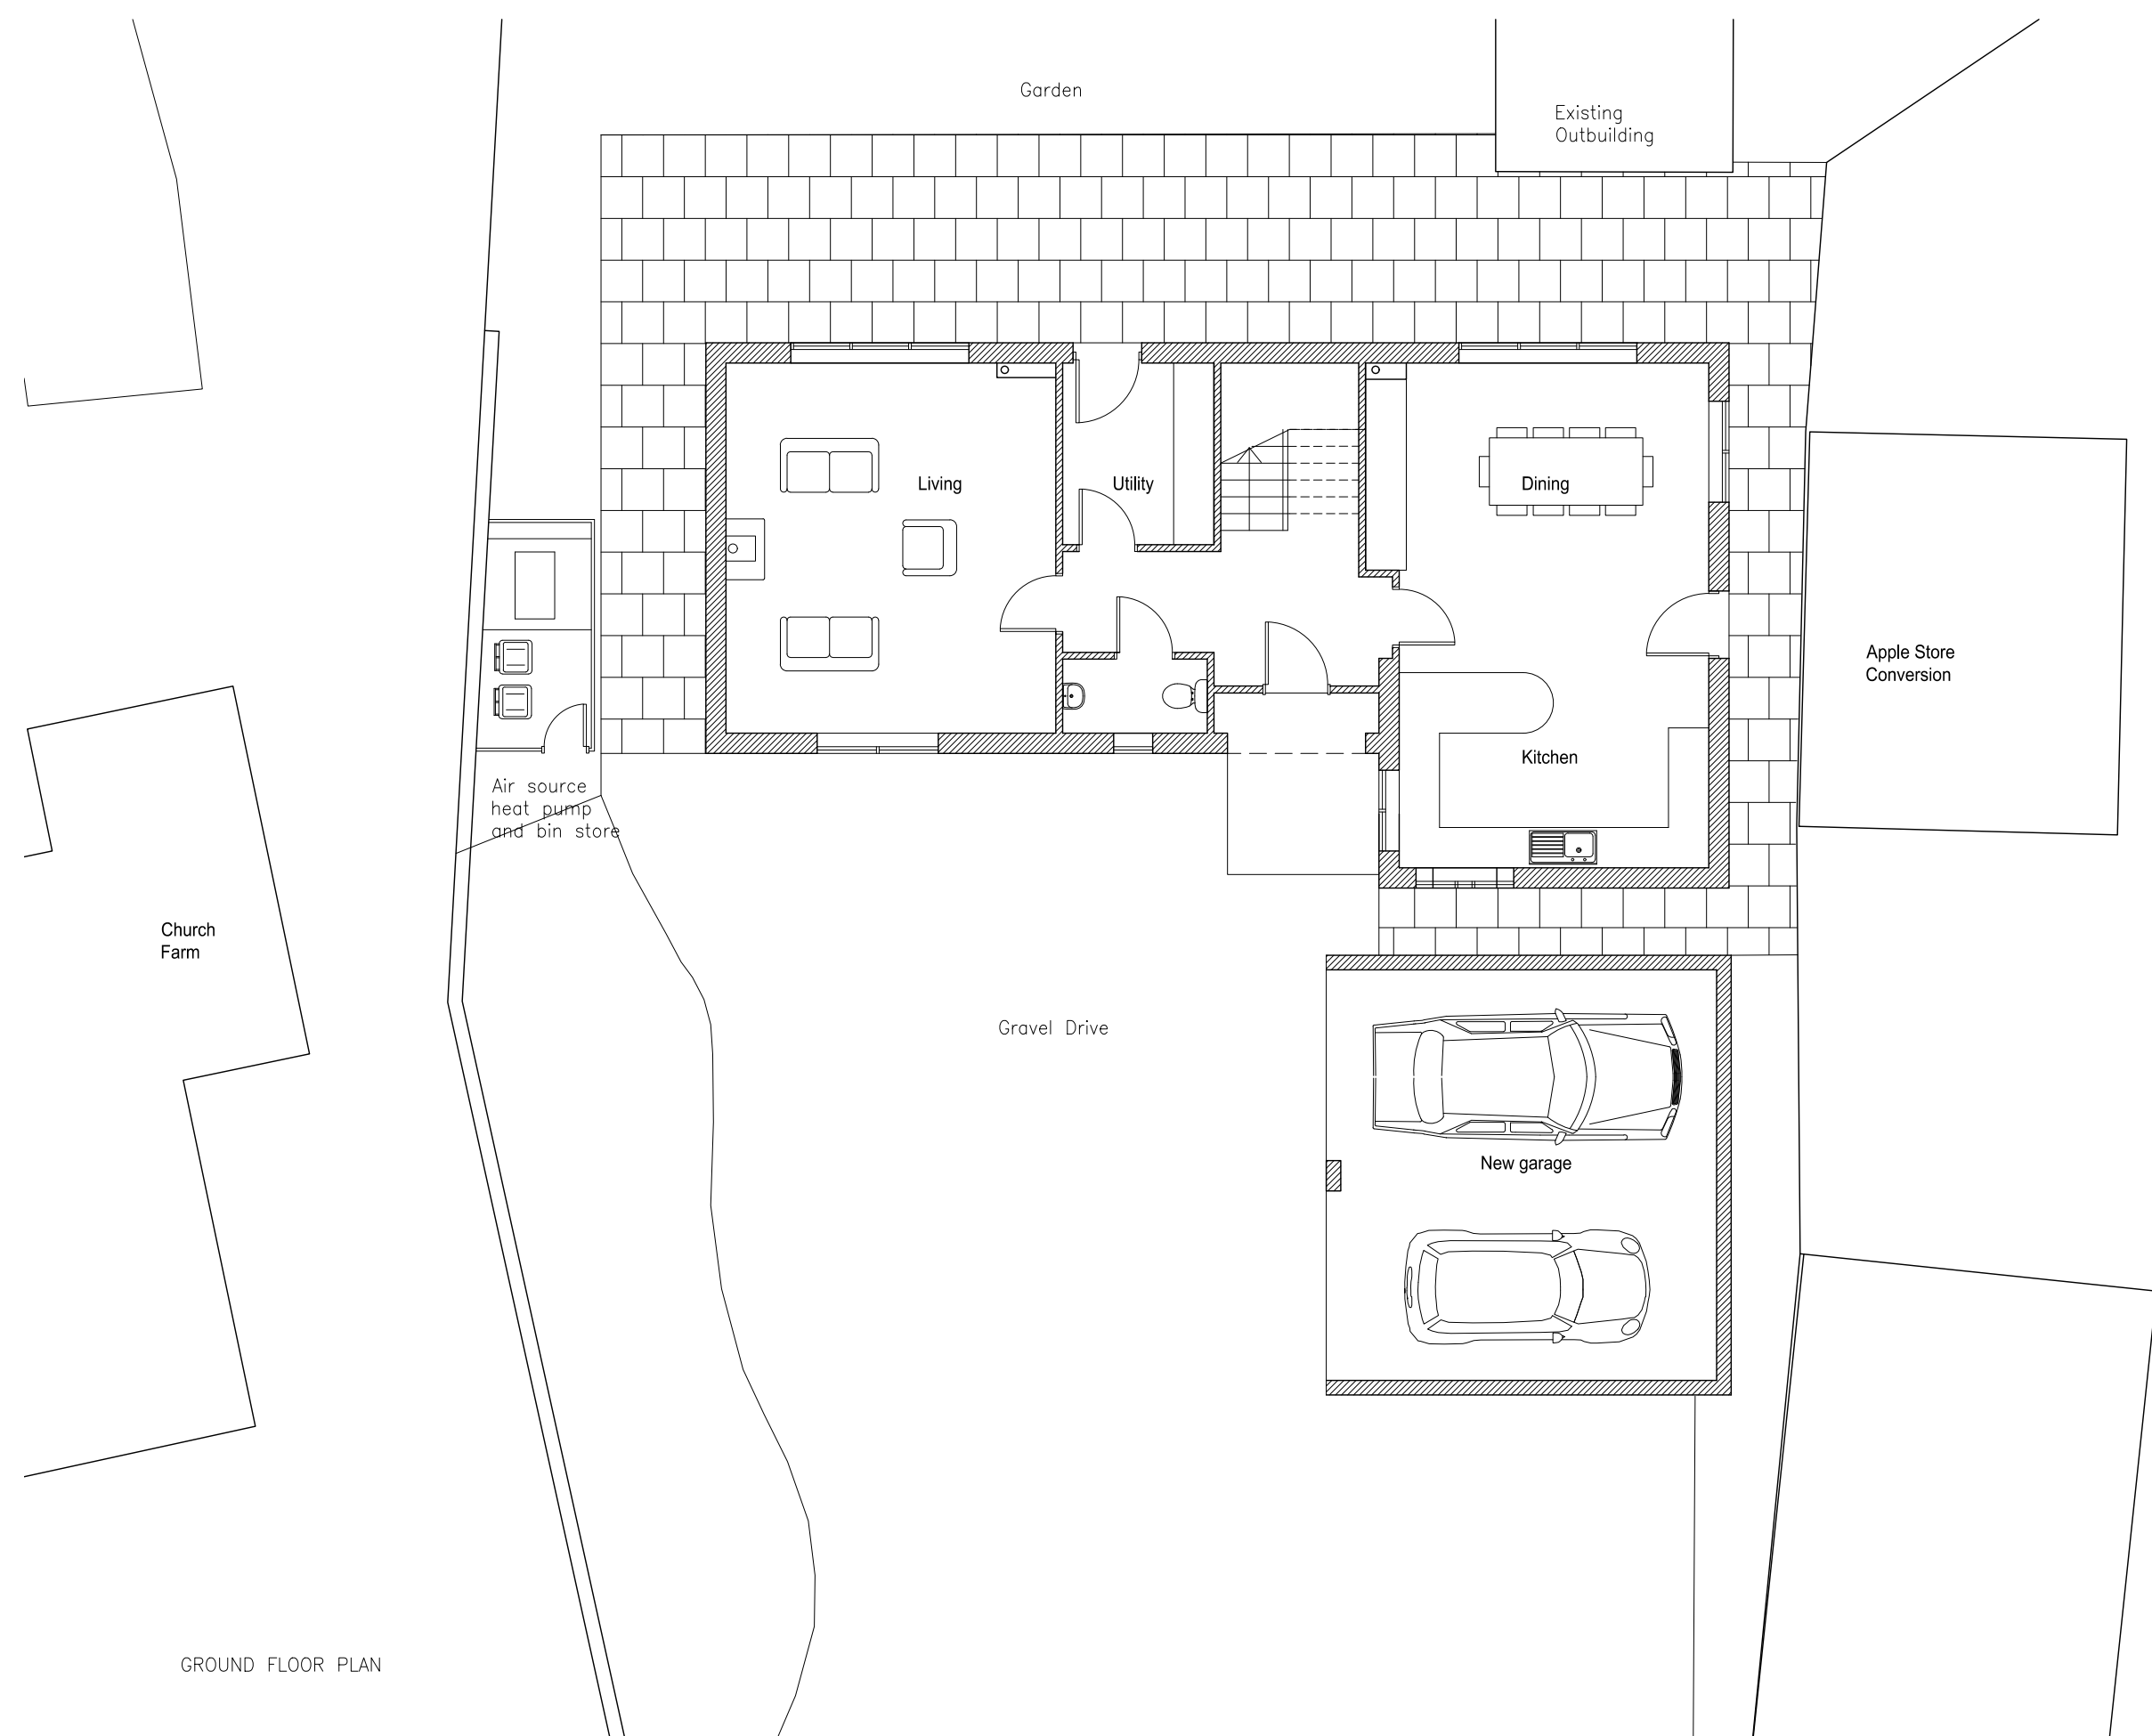 Garden
Existing
Outbuilding
Living
Utility
Dining
Apple Store
Conversion
Kitchen
Air source
heat pump
and bin store
Church
Farm
Gravel Drive
New garage
GROUND FLOOR PLAN